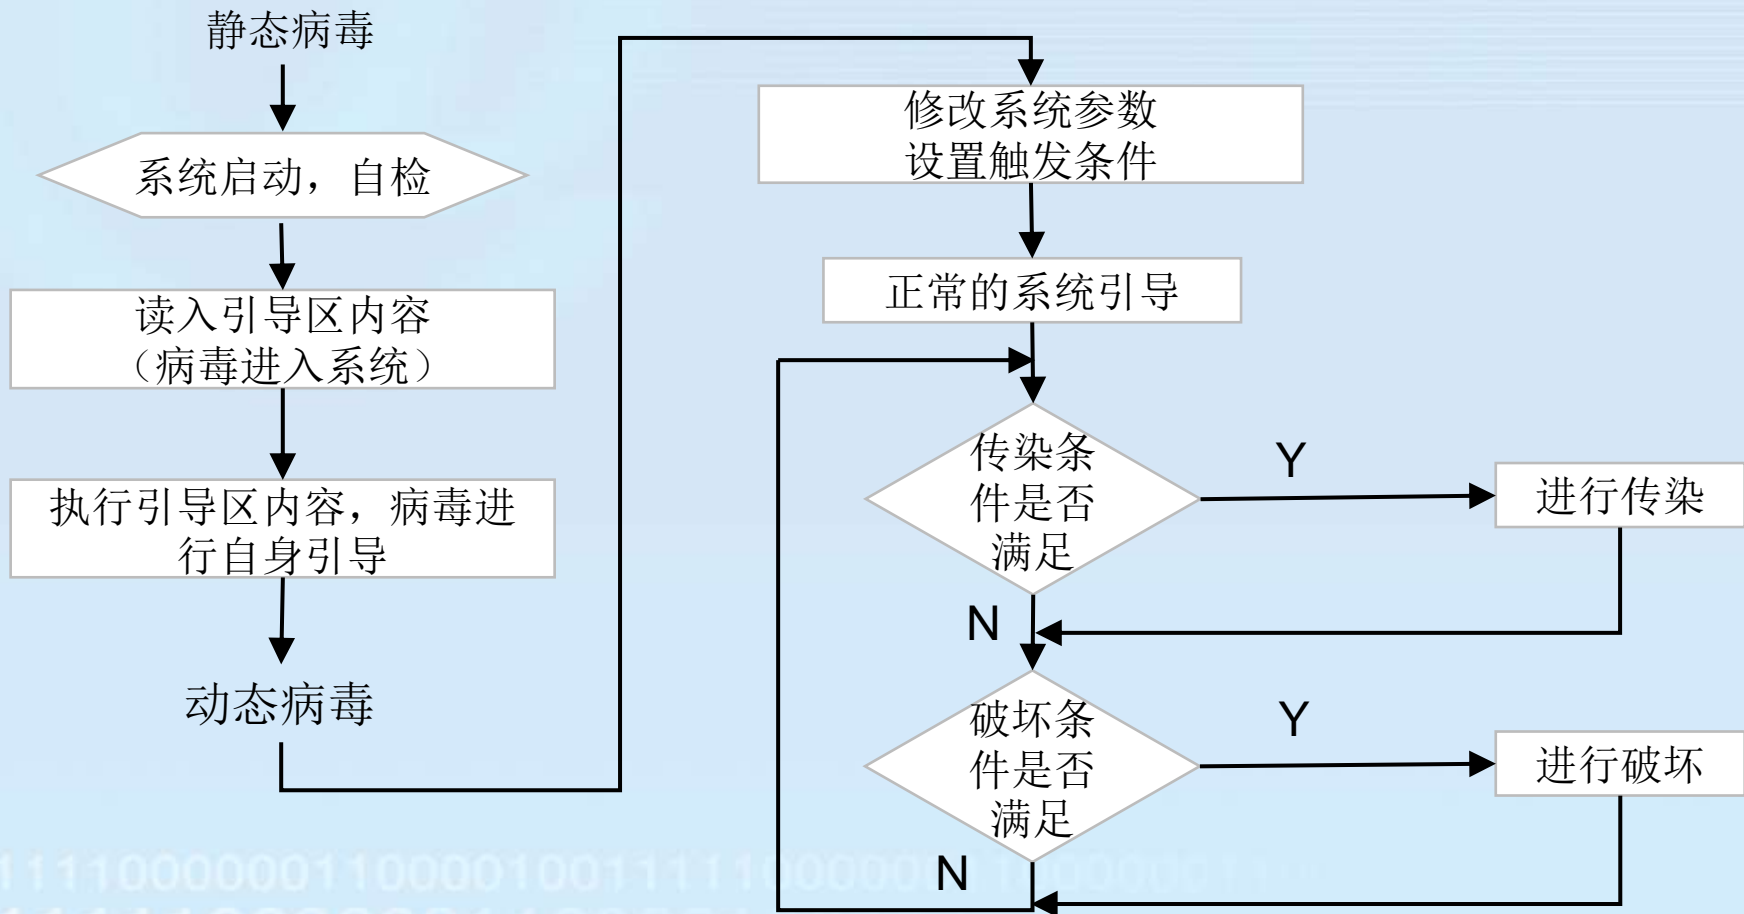 静态病毒
系统启动，自检
读入引导区内容
（病毒进入系统）
执行引导区内容，病毒进
行自身引导
动态病毒
修改系统参数
设置触发条件
正常的系统引导
传染条
件是否
满足
Y
进行传染
N
破坏条
件是否
满足
Y
进行破坏
N